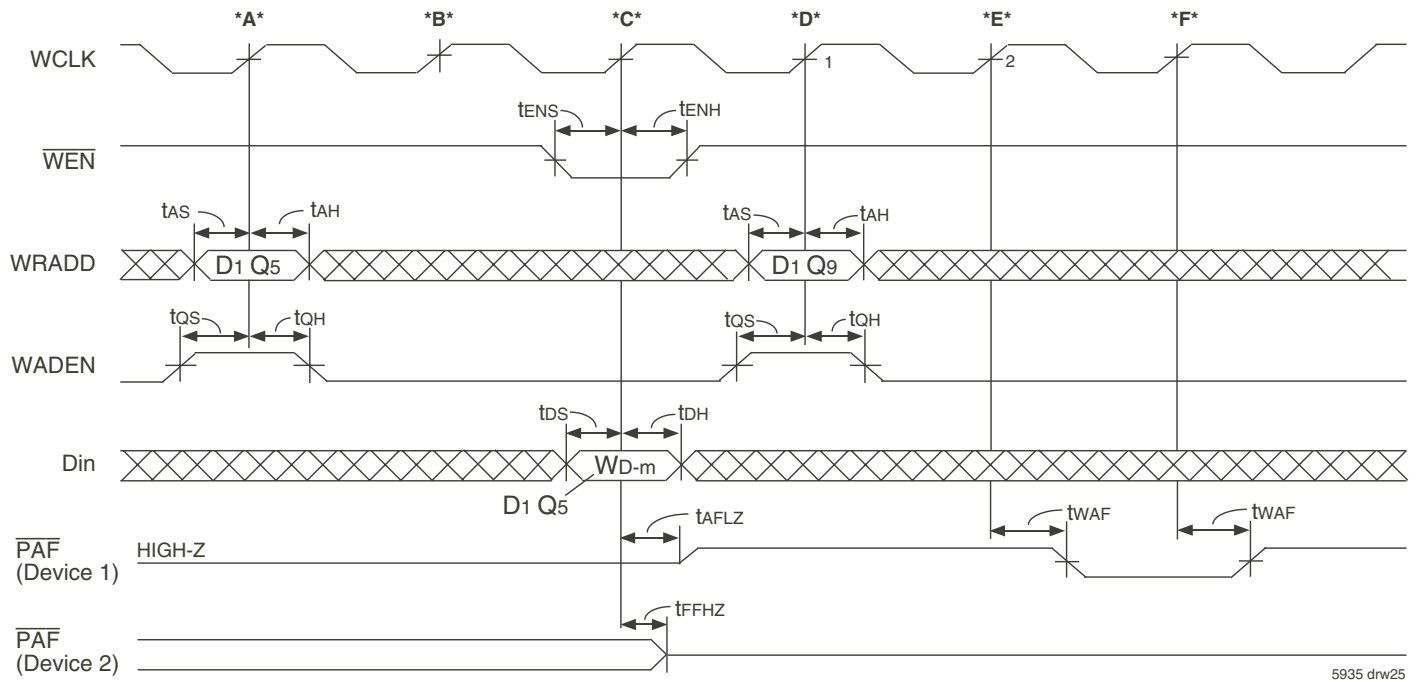 *A* *B* *C* *D* *E* *F*
WCLK 1 2
tENS tENH
WEN
tAS tAH tAS tAH
WRADD D1 Q5 D1 Q9
tQS tQH tQS tQH
WADEN
tDS tDH
Din WD-m
D1 Q5
tAFLZ tWAF tWAF
PAF HIGH-Z
(Device 1)
tFFHZ
PAF
(Device 2)
5935 drw25